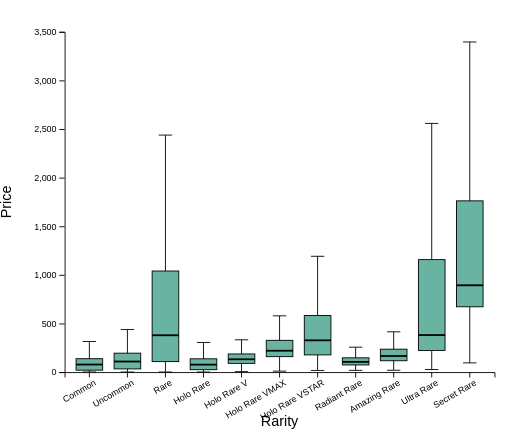 3,500
3,000
2,500
2,000
1,500
1,000
500
0
Price
Common
Uncommon
Rare
Holo Rare
Holo Rare V
Holo Rare VMAX
Holo Rare VSTAR
Radiant Rare
Amazing Rare
Ultra Rare
Secret Rare
Rarity